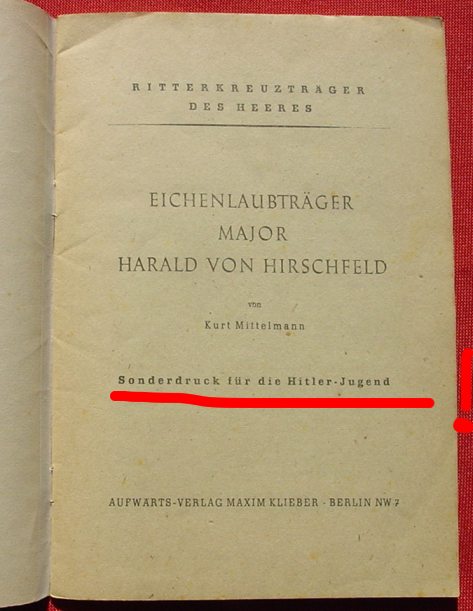 RITTERKREUZTRÄGER
DES HEERES
EICHENLAUBTRÄGER
MAJOR
HARALD VON HIRSCHFELD
von
Kurt Mittelmann
Sonderdruck für die Hitler-Jugend
AUFWÄRTS-VERLAG MAXIM KLIEBER · BERLIN NW 7